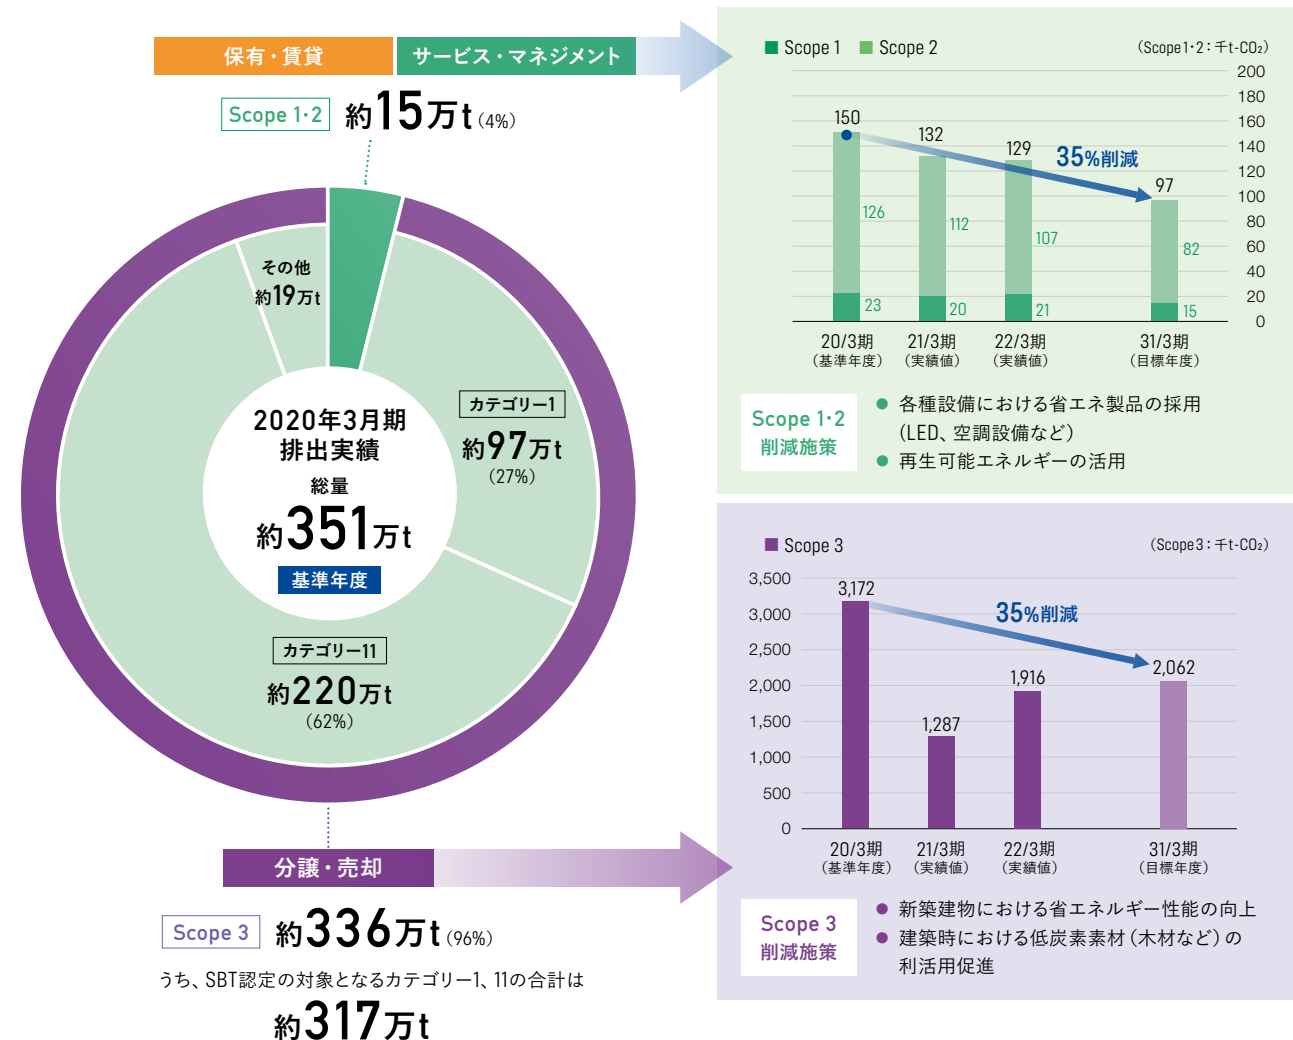 保有・賃貸
サービス・マネジメント
Scope 1・2
約15万t（4%）
その他
約19万t
カテゴリー1
約97万t
（27%）
2020年3月期
排出実績
総量
約351万t
基準年度
カテゴリー11
約220万t
（62%）
分譲・売却
Scope 3
約336万t（96%）
うち、SBT認定の対象となるカテゴリー1、11の合計は
約317万t
Scope 1
Scope 2
（Scope1・2：千t-CO₂）
200
180
160
140
120
100
80
60
40
20
0
150
132
129
97
35%削減
126
112
107
82
23
20
21
15
20/3期
（基準年度）
21/3期
（実績値）
22/3期
（実績値）
31/3期
（目標年度）
Scope 1・2
削減施策
● 各種設備における省エネ製品の採用
（LED、空調設備など）
● 再生可能エネルギーの活用
Scope 3
（Scope3：千t-CO₂）
3,500
3,000
2,500
2,000
1,500
1,000
500
0
3,172
1,287
1,916
2,062
35%削減
20/3期
（基準年度）
21/3期
（実績値）
22/3期
（実績値）
31/3期
（目標年度）
Scope 3
削減施策
● 新築建物における省エネルギー性能の向上
● 建築時における低炭素素材（木材など）の
利活用促進